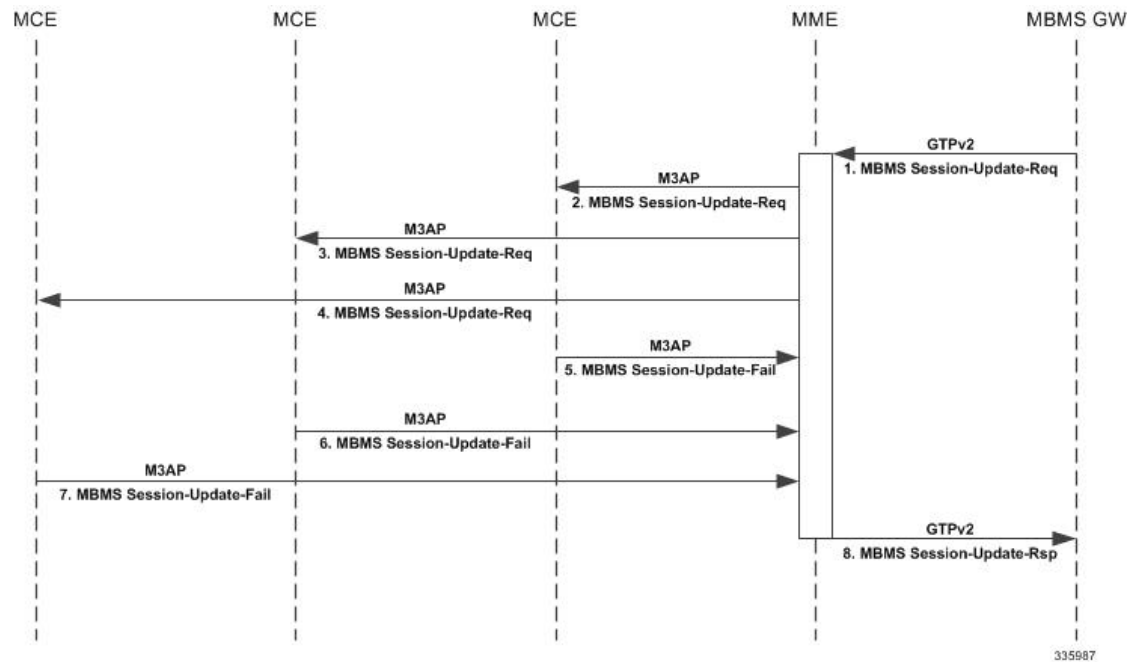 MCE MCE MCE MME MBMS GW
GTPv2
1. MBMS Session-Update-Req
M3AP
2. MBMS Session-Update-Req
M3AP
3. MBMS Session-Update-Req
M3AP
4. MBMS Session-Update-Req
M3AP
5. MBMS Session-Update-Fail
M3AP
6. MBMS Session-Update-Fail
M3AP
7. MBMS Session-Update-Fail
GTPv2
8. MBMS Session-Update-Rsp
335987